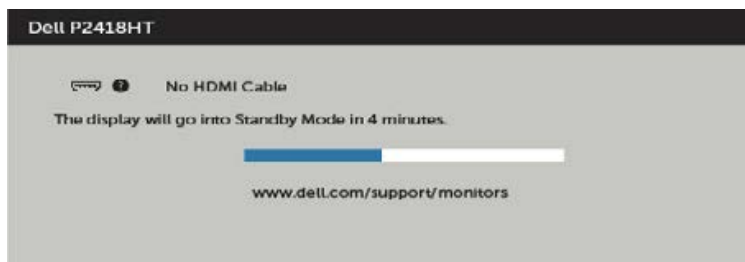 Dell P2418HT
? No HDMI Cable
The display will go into Standby Mode in 4 minutes.
www.dell.com/support/monitors